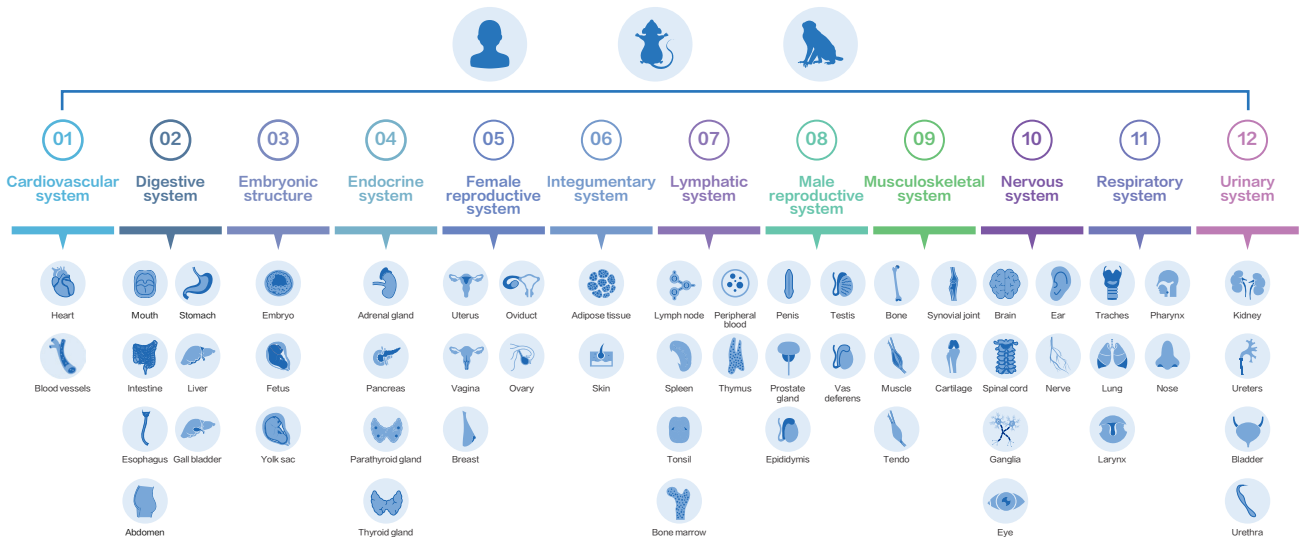 01
02
03
04
05
06
07
08
09
10
11
12
Cardiovascular
system
Digestive
system
Embryonic
structure
Endocrine
system
Female
reproductive
system
Integumentary
system
Lymphatic
system
Male
reproductive
system
Musculoskeletal
system
Nervous
system
Respiratory
system
Urinary
system
Heart
Mouth
Stomach
Embryo
Adrenal gland
Uterus
Oviduct
Adipose tissue
Lymph node
Peripheral
blood
Penis
Testis
Bone
Synovial joint
Brain
Ear
Traches
Pharynx
Kidney
Blood vessels
Intestine
Liver
Fetus
Pancreas
Vagina
Ovary
Skin
Spleen
Thymus
Prostate
gland
Vas
deferens
Muscle
Cartilage
Spinal cord
Nerve
Lung
Nose
Ureters
Esophagus
Gall bladder
Yolk sac
Parathyroid gland
Breast
Tonsil
Epididymis
Tendo
Ganglia
Larynx
Bladder
Abdomen
Thyroid gland
Bone marrow
Eye
Urethra